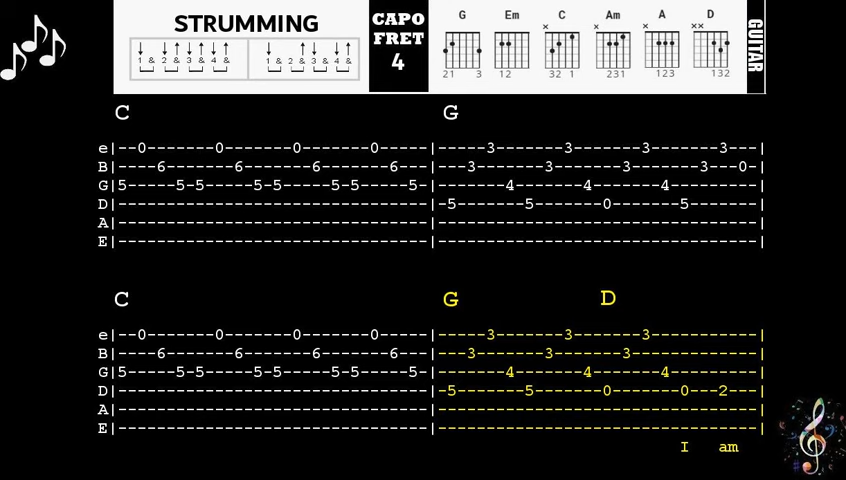 STRUMMING
1 & 2 & 3 & 4 & 1 & 2 & 3 & 4 &
CAPO
FRET
4
G Em C Am A D
× × × ××
21 3 12 32 1 231 123 132
GUITAR
C G
e|--0-------0-------0-------0-----|-----3-------3-------3-------3---|
B|----6-------6-------6-------6---|---3-------3-------3-------3---0-|
G|5-----5-5-----5-5-----5-5-----5-|-------4-------4-------4---------|
D|--------------------------------|-5-------5-------0-------5-------|
A|--------------------------------|---------------------------------|
E|--------------------------------|---------------------------------|
C G D
e|--0-------0-------0-------0-----|-----3-------3-------3-----------|
B|----6-------6-------6-------6---|---3-------3-------3-------------|
G|5-----5-5-----5-5-----5-5-----5-|-------4-------4-------4---------|
D|--------------------------------|-5-------5-------0-------0---2---|
A|--------------------------------|---------------------------------|
E|--------------------------------|---------------------------------|
I am